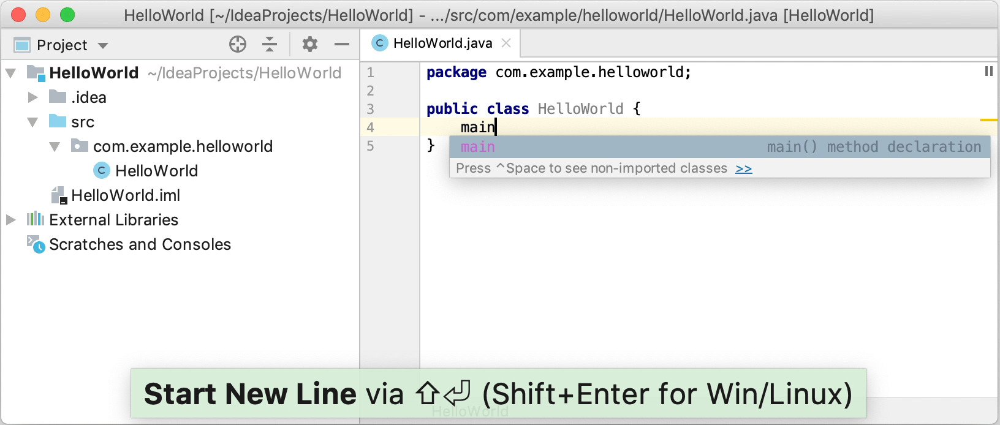 HelloWorld [~/IdeaProjects/HelloWorld] - .../src/com/example/helloworld/HelloWorld.java [HelloWorld]
Project
HelloWorld ~/IdeaProjects/HelloWorld
.idea
src
com.example.helloworld
C HelloWorld
HelloWorld.iml
External Libraries
Scratches and Consoles
C HelloWorld.java
1 package com.example.helloworld;
2
3 public class HelloWorld {
4 main
5 }
main main() method declaration
Press ^Space to see non-imported classes >>
Start New Line via ⇧⏎ (Shift+Enter for Win/Linux)
HelloWorld